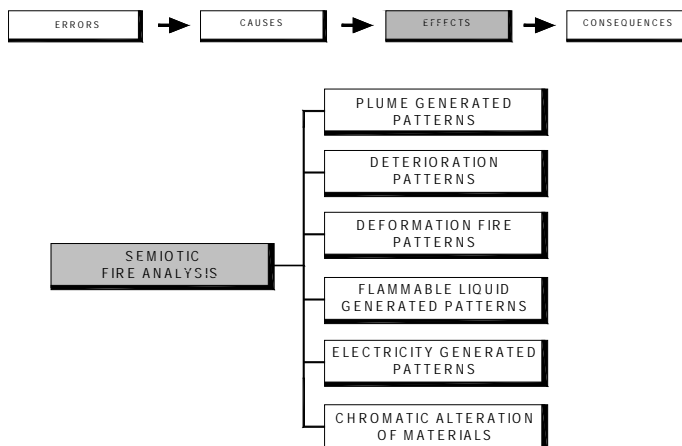 ERRORS
CAUSES
EFFECTS
CONSEQUENCES
PLUME GENERATED
PATTERNS
DETERIORATION
PATTERNS
DEFORMATION FIRE
PATTERNS
SEMIOTIC
FIRE ANALYSIS
FLAMMABLE LIQUID
GENERATED PATTERNS
ELECTRICITY GENERATED
PATTERNS
CHROMATIC ALTERATION
OF MATERIALS